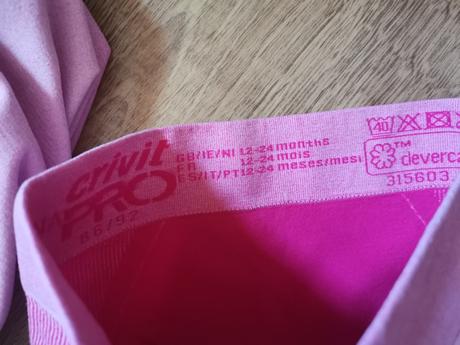 crivit
PRO
86/92
GB/IE/NI 12-24 months
FR 12-24 mois
ES/IT/PT 12-24 meses/mesi
40
cleverca
315603